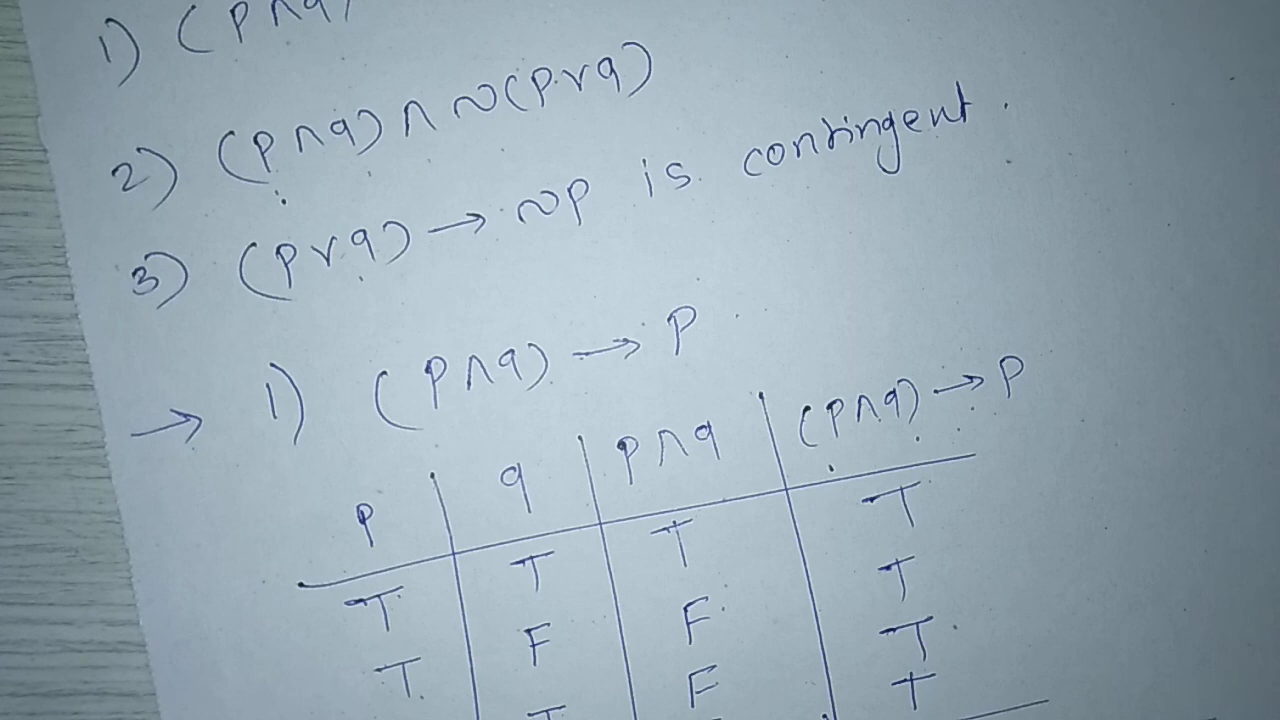 1) (p∧q)
2) (p∧q)∧~(p∨q)
3) (p∨q)→~p is contingent.
→ 1) (p∧q)→p
p q p∧q (p∧q)→p
T T T T
T F F T
T F T
T